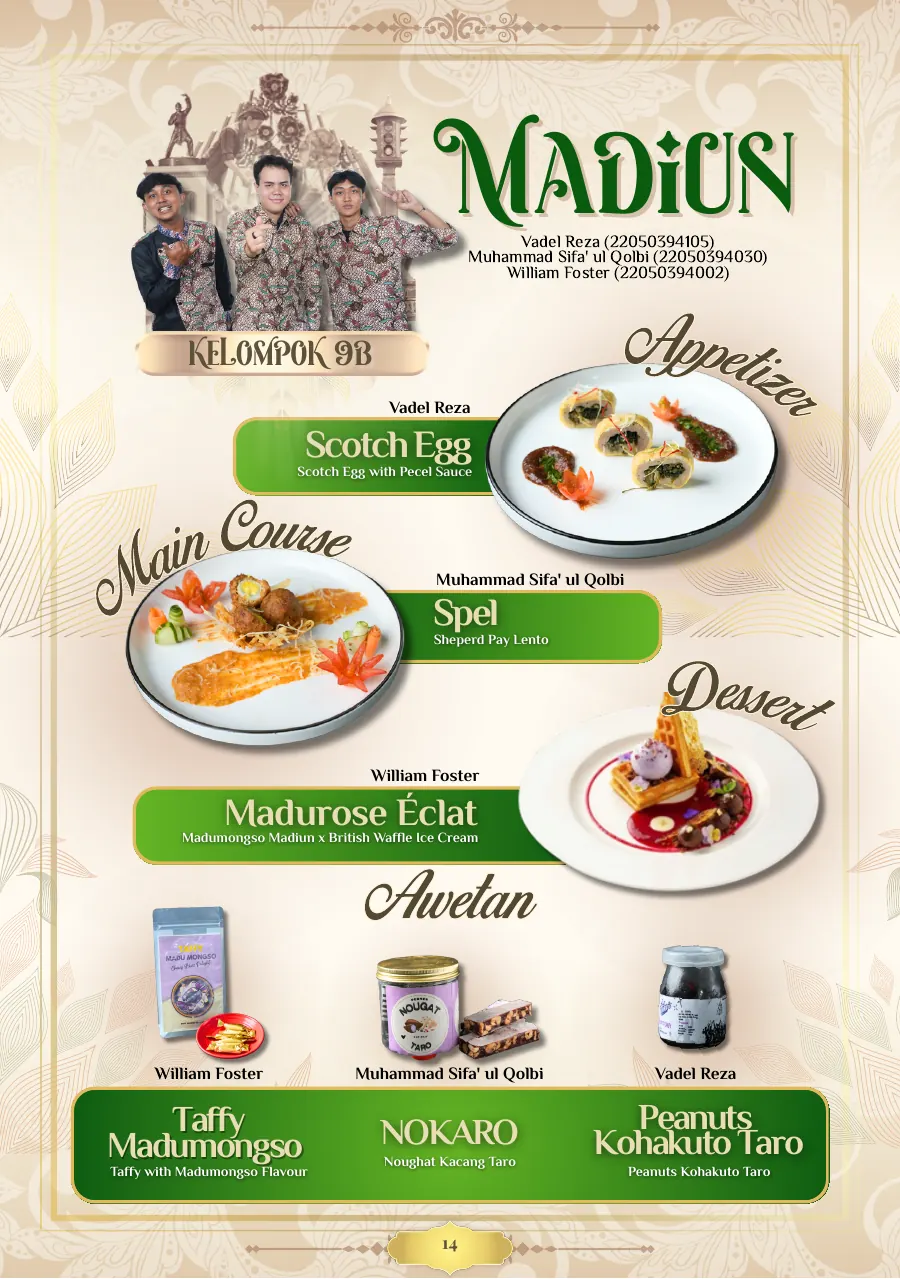 MADIUN
Vadel Reza (22050394105)
Muhammad Sifa' ul Qolbi (22050394030)
William Foster (22050394002)
KELOMPOK 9B
Appetizer
Vadel Reza
Scotch Egg
Scotch Egg with Pecel Sauce
Main Course
Muhammad Sifa' ul Qolbi
Spel
Sheperd Pay Lento
Dessert
William Foster
Madurose Éclat
Madumongso Madiun x British Waffle Ice Cream
Awetan
MADU MONGSO
NOUGAT
TARO
William Foster
Muhammad Sifa' ul Qolbi
Vadel Reza
Taffy
Madumongso
Taffy with Madumongso Flavour
NOKARO
Noughat Kacang Taro
Peanuts
Kohakuto Taro
Peanuts Kohakuto Taro
14